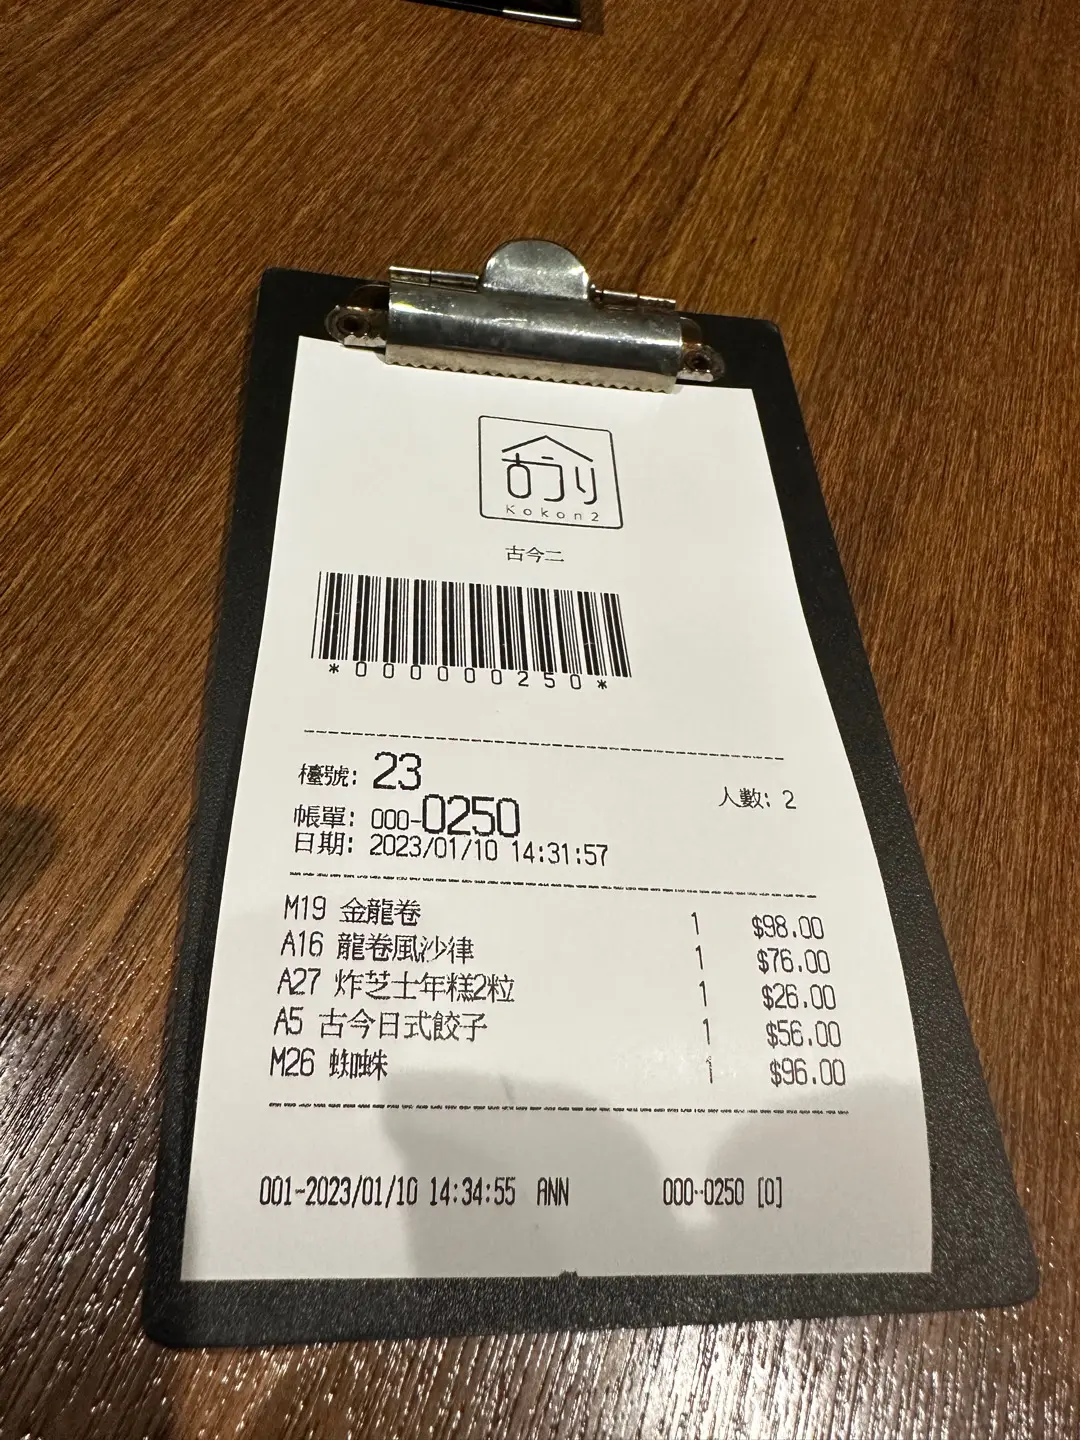 古今り
Kokon2
古今二
*000000250*
檯號: 23
人數: 2
帳單: 000-0250
日期: 2023/01/10 14:31:57
M19 金龍卷 1 $98.00
A16 龍卷風沙律 1 $76.00
A27 炸芝士年糕2粒 1 $26.00
A5 古今日式餃子 1 $56.00
M26 蜘蛛 1 $96.00
001-2023/01/10 14:34:55 ANN 000-0250 [0]